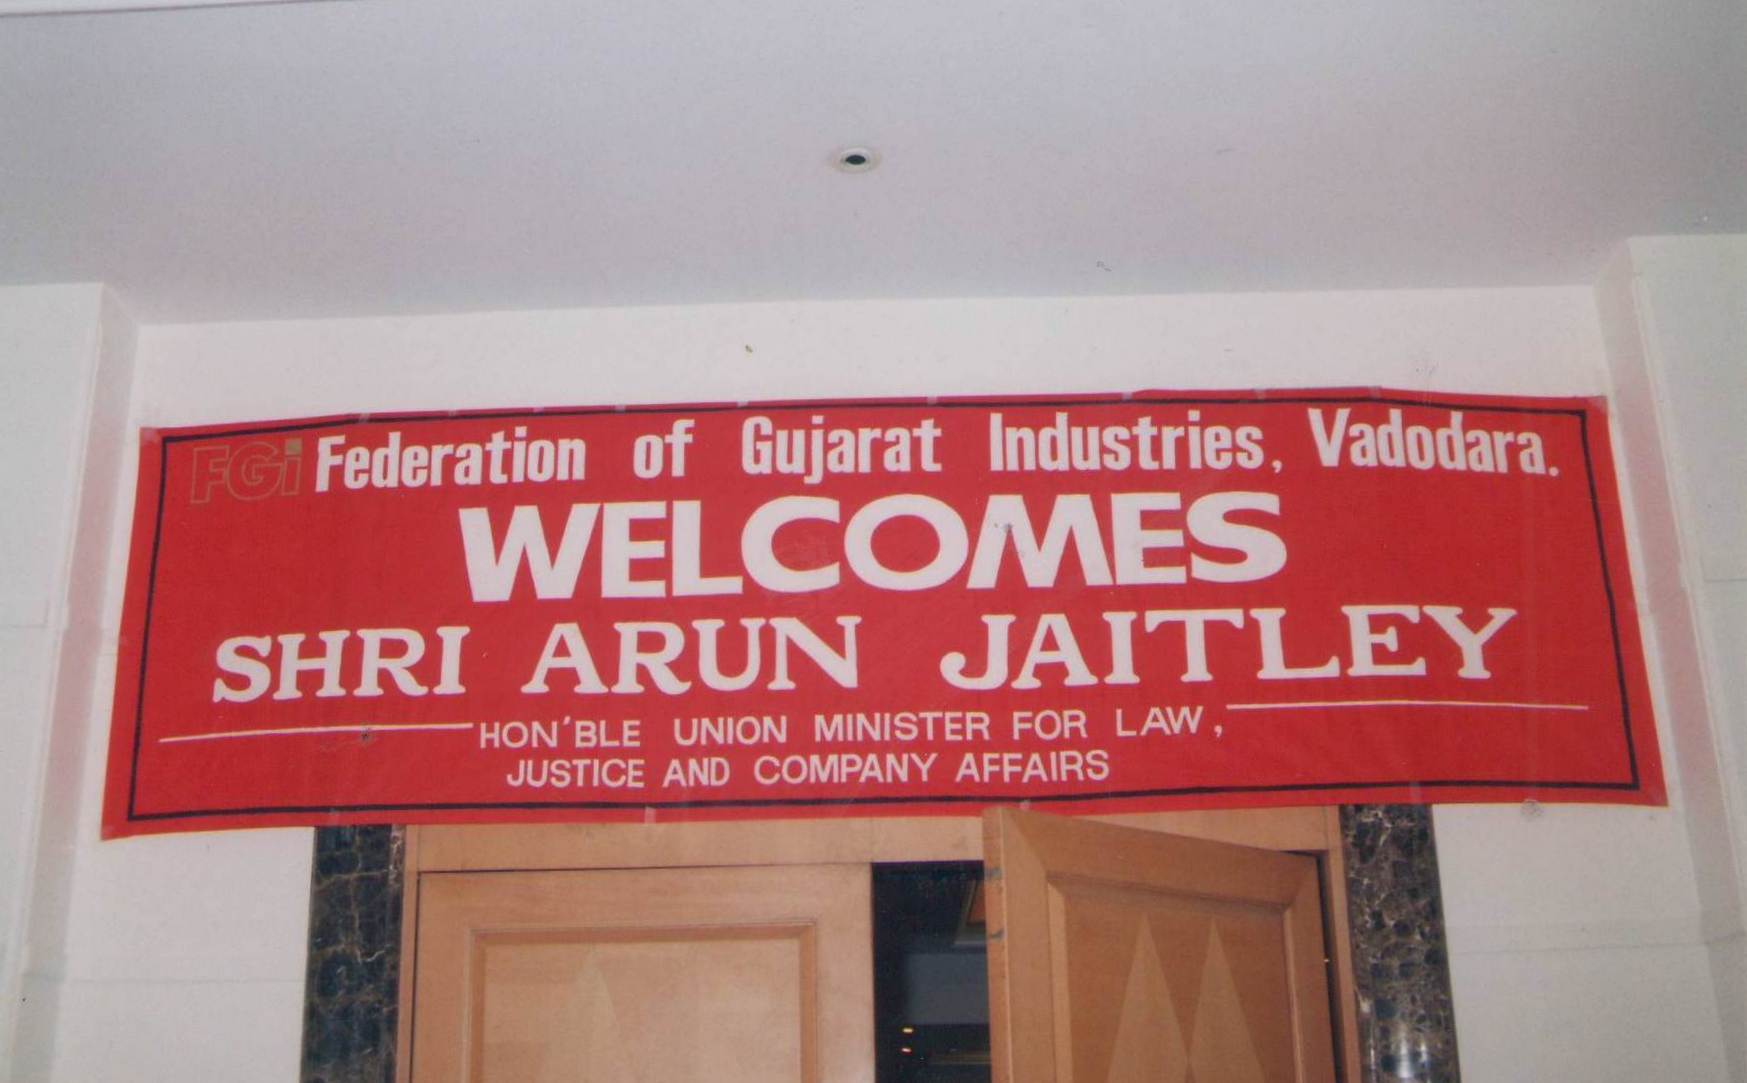 FGi Federation of Gujarat Industries, Vadodara.
WELCOMES
SHRI ARUN JAITLEY
HON'BLE UNION MINISTER FOR LAW,
JUSTICE AND COMPANY AFFAIRS